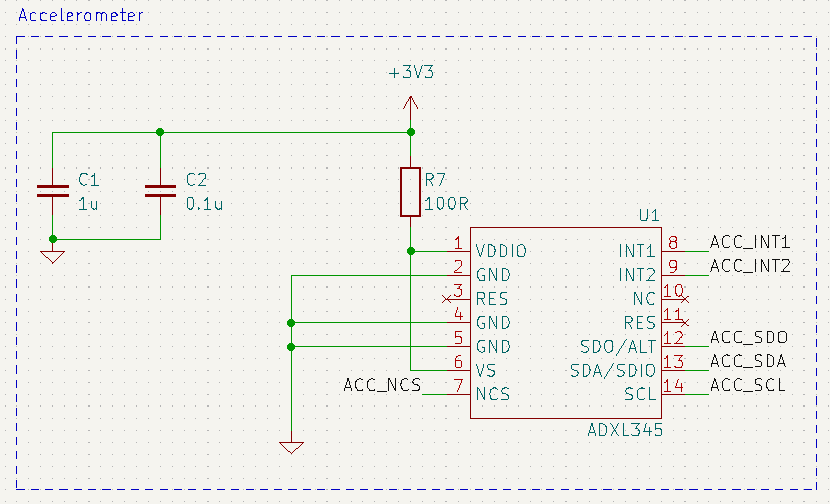 Accelerometer
+3V3
C1
1u
C2
0.1u
R7
100R
U1
1 VDDIO INT1 8 ACC_INT1
2 GND INT2 9 ACC_INT2
3 RES NC 10
4 GND RES 11
5 GND SDO/ALT 12 ACC_SDO
6 VS SDA/SDIO 13 ACC_SDA
ACC_NCS 7 NCS SCL 14 ACC_SCL
ADXL345